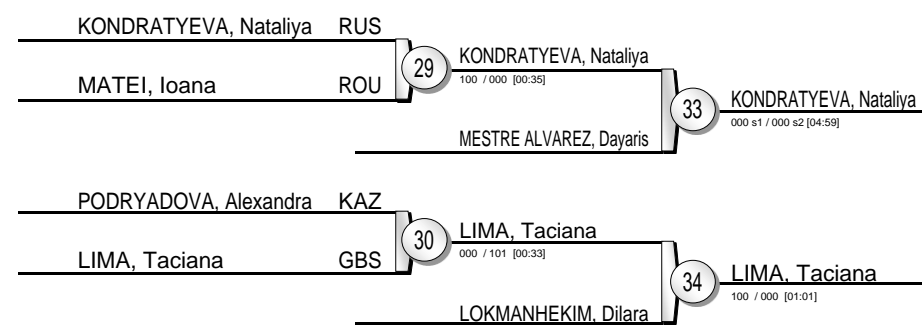 KONDRATYEVA, Nataliya RUS
MATEI, Ioana ROU
29
KONDRATYEVA, Nataliya
100 / 000 [00:35]
MESTRE ALVAREZ, Dayaris
33
KONDRATYEVA, Nataliya
000 s1 / 000 s2 [04:59]
PODRYADOVA, Alexandra KAZ
LIMA, Taciana GBS
30
LIMA, Taciana
000 / 101 [00:33]
LOKMANHEKIM, Dilara
34
LIMA, Taciana
100 / 000 [01:01]